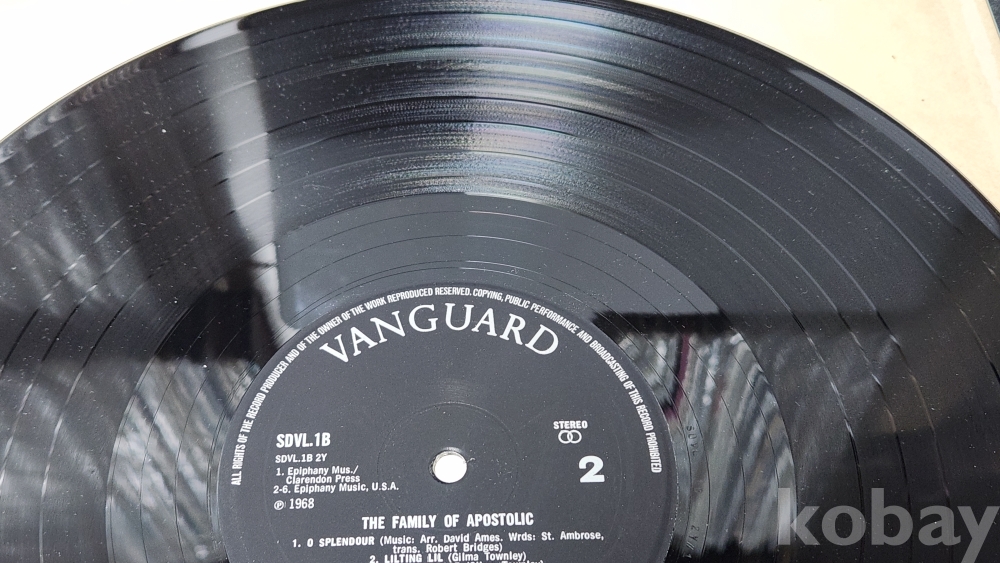 ALL RIGHTS OF THE RECORD PRODUCER AND OF THE OWNER OF THE WORK REPRODUCED RESERVED. COPYING, PUBLIC PERFORMANCE AND BROADCASTING OF THIS RECORD PROHIBITED
VANGUARD
SDVL.1B
STEREO
SDVL.1B 2Y
2
1. Epiphany Mus./
Clarendon Press
2-6. Epiphany Music, U.S.A.
℗ 1968
THE FAMILY OF APOSTOLIC
1. O SPLENDOUR (Music: Arr. David Ames. Wrds: St. Ambrose,
trans. Robert Bridges)
2. LILTING LIL (Gilma Townley)
kobay